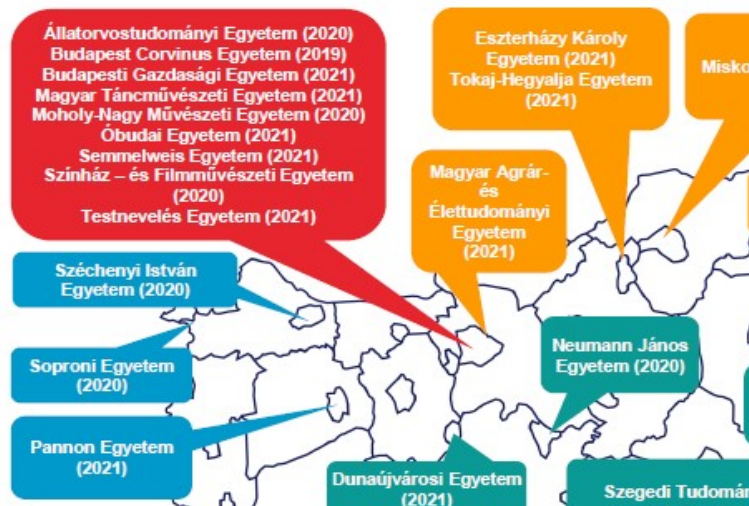 Állatorvostudományi Egyetem (2020)
Budapest Corvinus Egyetem (2019)
Budapesti Gazdasági Egyetem (2021)
Magyar Táncművészeti Egyetem (2021)
Moholy-Nagy Művészeti Egyetem (2020)
Óbudai Egyetem (2021)
Semmelweis Egyetem (2021)
Színház – és Filmművészeti Egyetem
(2020)
Testnevelés Egyetem (2021)
Eszterházy Károly
Egyetem (2021)
Tokaj-Hegyalja Egyetem
(2021)
Misko
Magyar Agrár-
és
Élettudományi
Egyetem
(2021)
Széchenyi István
Egyetem (2020)
Soproni Egyetem
(2020)
Pannon Egyetem
(2021)
Neumann János
Egyetem (2020)
Dunaújvárosi Egyetem
(2021)
Szegedi Tudomán